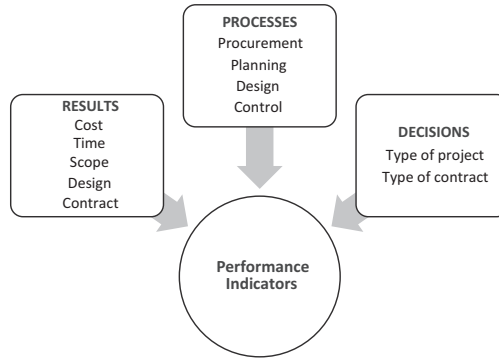 PROCESSES
Procurement
Planning
Design
Control
RESULTS
Cost
Time
Scope
Design
Contract
DECISIONS
Type of project
Type of contract
Performance
Indicators